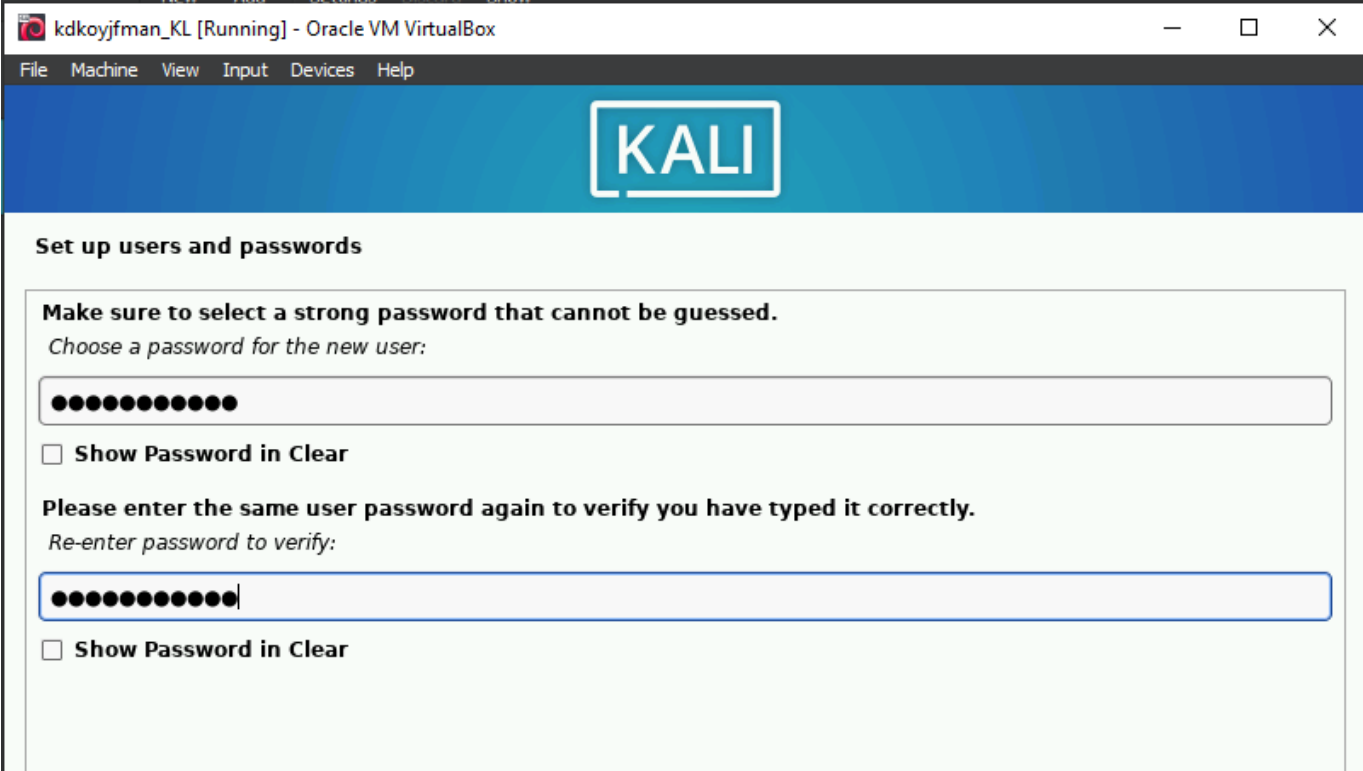 kdkoyjfman_KL [Running] - Oracle VM VirtualBox
File Machine View Input Devices Help
KALI
Set up users and passwords
Make sure to select a strong password that cannot be guessed.
Choose a password for the new user:
●●●●●●●●●●●
Show Password in Clear
Please enter the same user password again to verify you have typed it correctly.
Re-enter password to verify:
●●●●●●●●●●●
Show Password in Clear